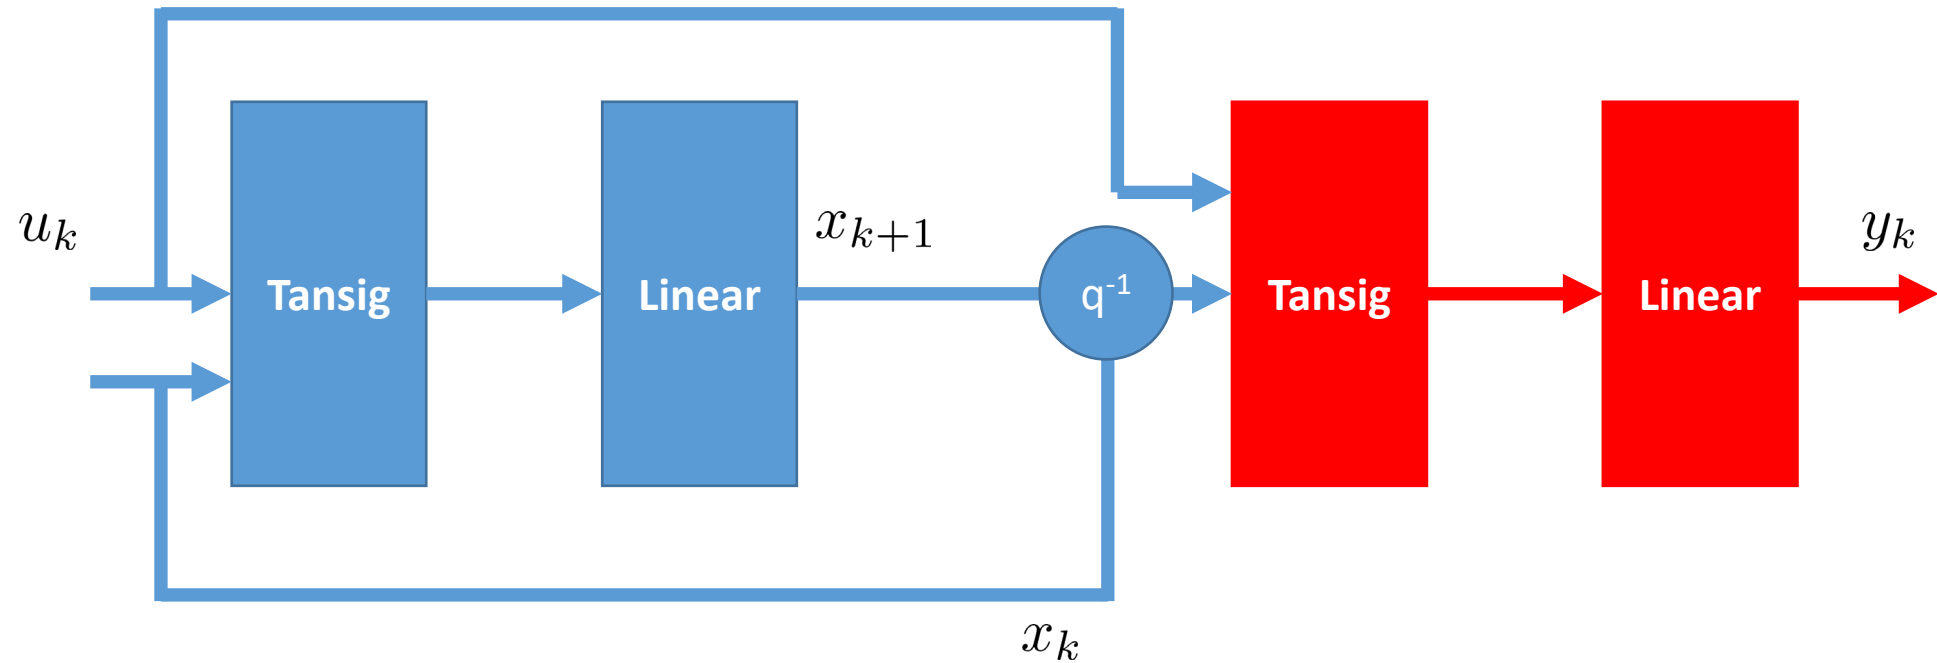 u_k
Tansig
Linear
x_{k+1}
q^{-1}
Tansig
Linear
y_k
x_k